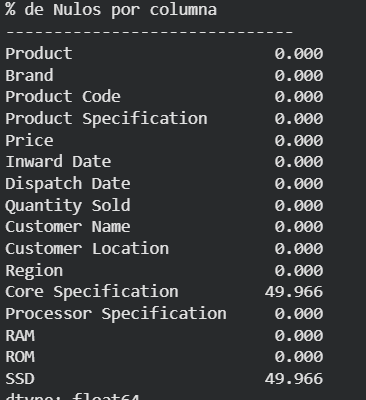 % de Nulos por columna
------------------------------
Product                     0.000
Brand                       0.000
Product Code                0.000
Product Specification       0.000
Price                       0.000
Inward Date                 0.000
Dispatch Date               0.000
Quantity Sold               0.000
Customer Name               0.000
Customer Location           0.000
Region                      0.000
Core Specification         49.966
Processor Specification     0.000
RAM                         0.000
ROM                         0.000
SSD                        49.966
dtype: float64